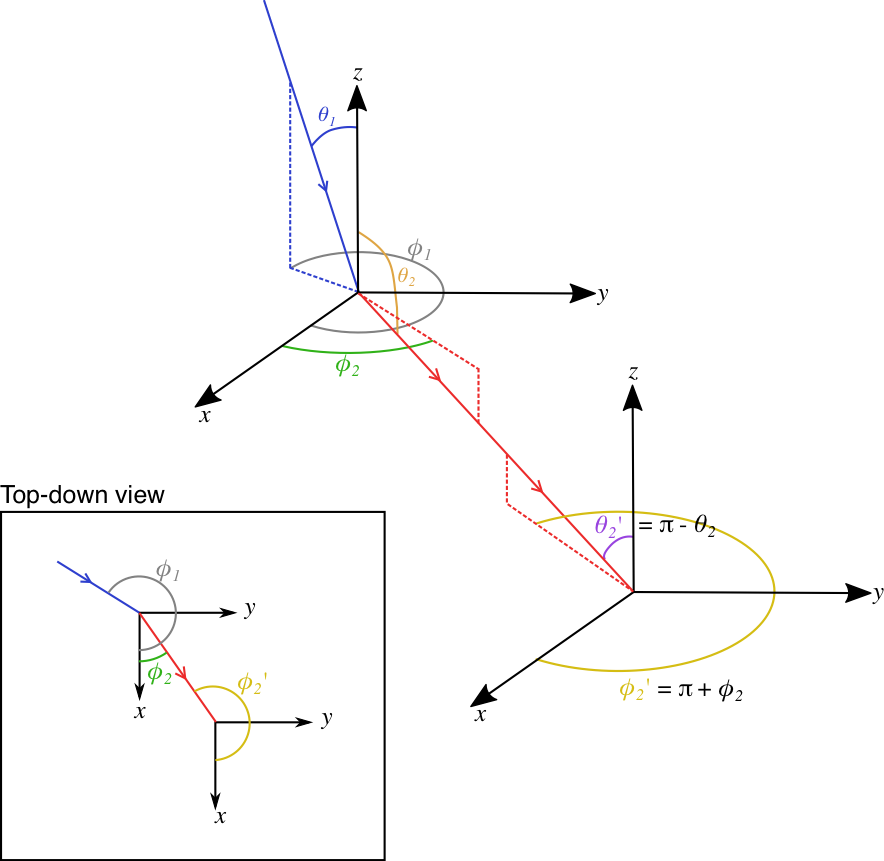 z
θ1
ϕ1
θ2
y
ϕ2
x
z
θ2' = π - θ2
y
ϕ2' = π + ϕ2
x
Top-down view
ϕ1
y
ϕ2
ϕ2'
x
y
x